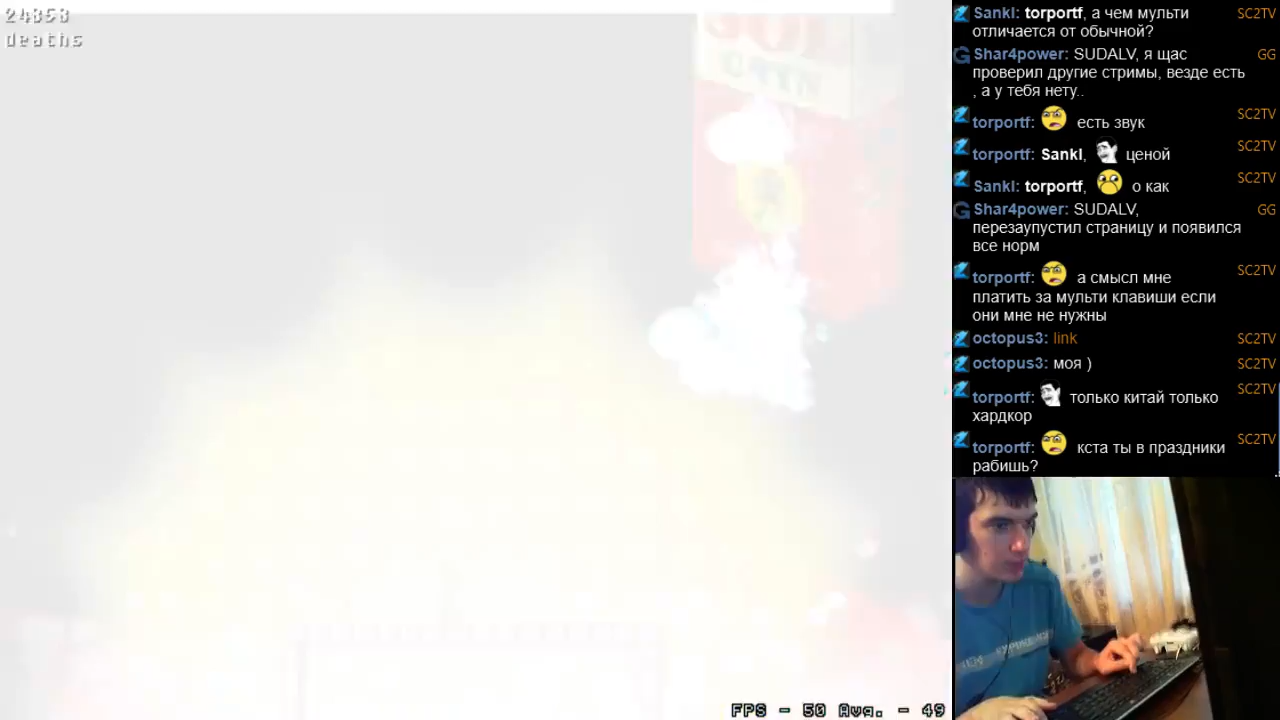 24353
deaths
Sankl: torportf, а чем мульти SC2TV
отличается от обычной?
Shar4power: SUDALV, я щас GG
проверил другие стримы, везде есть
, а у тебя нету..
torportf: есть звук SC2TV
torportf: Sankl, ценой SC2TV
Sankl: torportf, о как SC2TV
Shar4power: SUDALV, GG
перезаупустил страницу и появился
все норм
torportf: а смысл мне SC2TV
платить за мульти клавиши если
они мне не нужны
octopus3: link SC2TV
octopus3: моя ) SC2TV
torportf: только китай только SC2TV
хардкор
torportf: кста ты в праздники SC2TV
рабишь?
FPS - 50 Avg. - 49